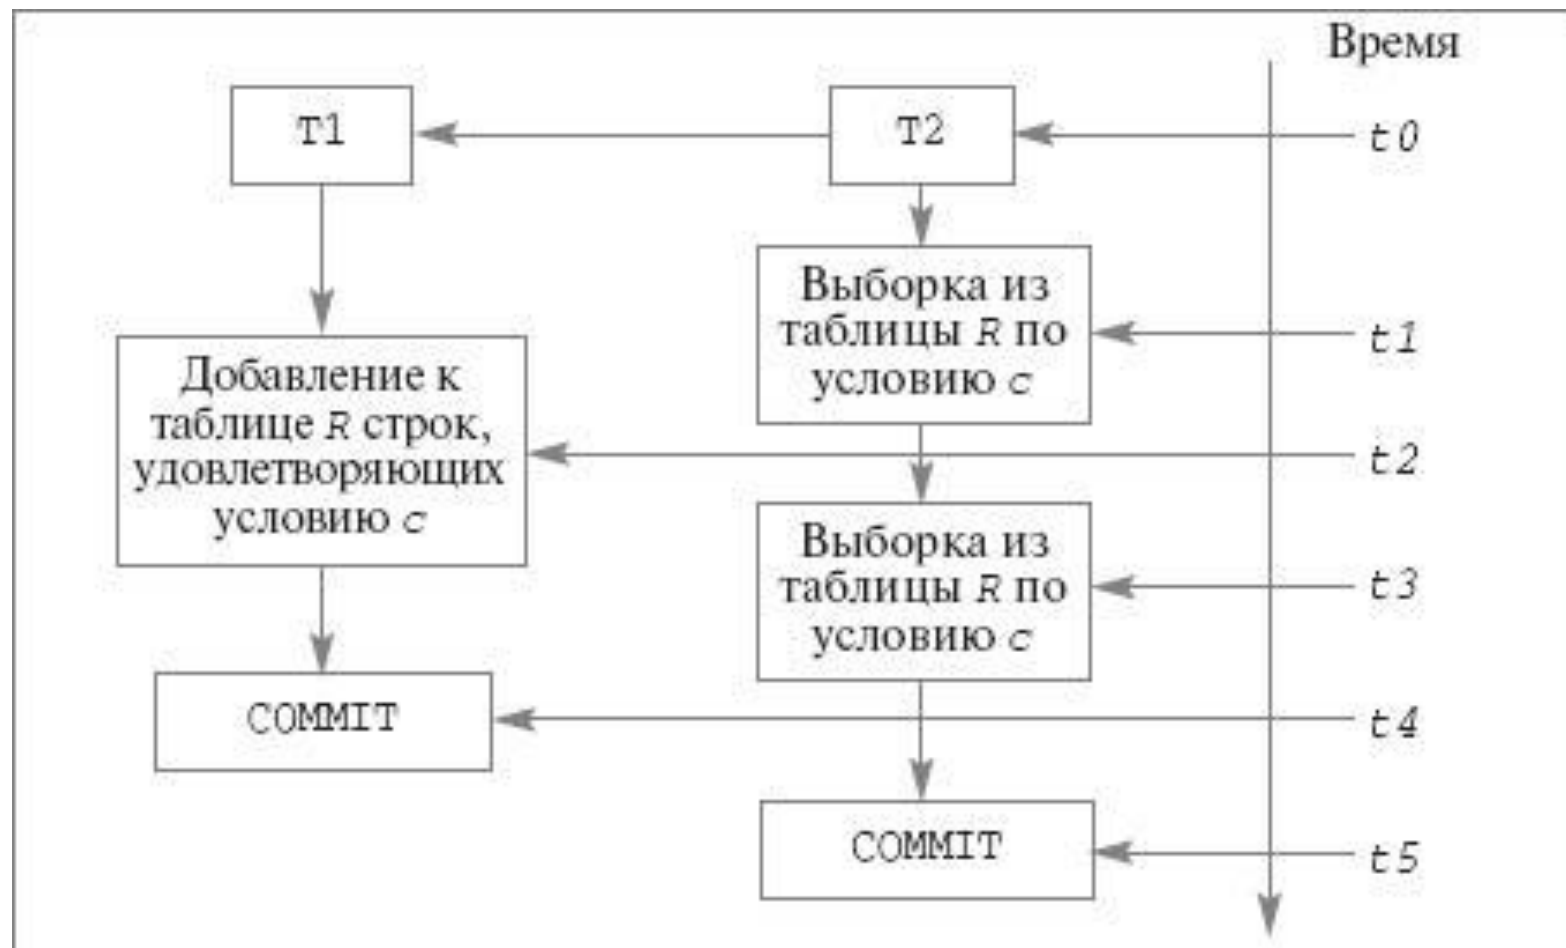 Время
T1
T2
t0
Выборка из
таблицы R по
условию c
t1
Добавление к
таблице R строк,
удовлетворяющих
условию c
t2
Выборка из
таблицы R по
условию c
t3
COMMIT
t4
COMMIT
t5